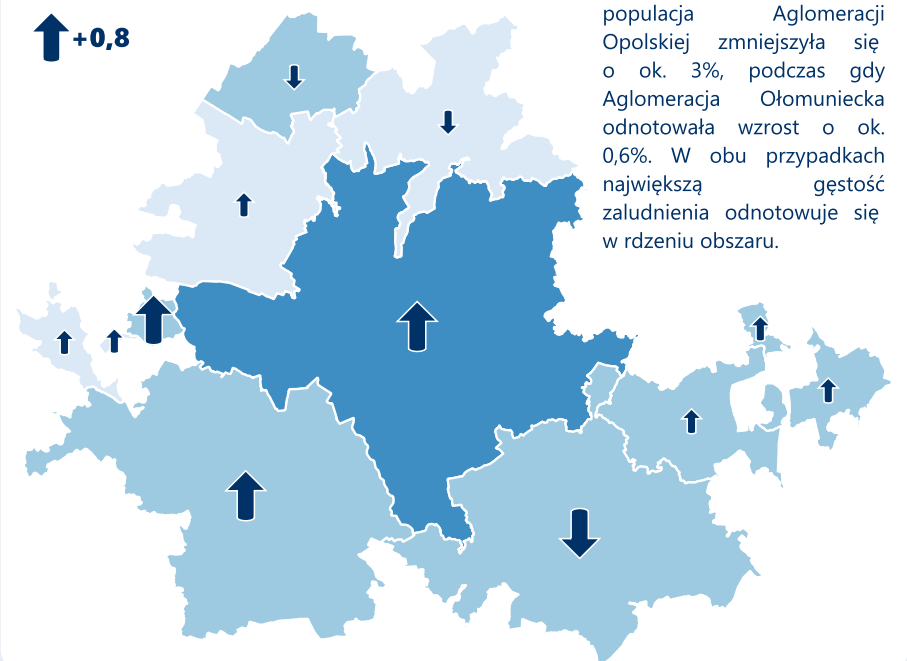 +0,8
populacja Aglomeracji
Opolskiej zmniejszyła się
o ok. 3%, podczas gdy
Aglomeracja Ołomuniecka
odnotowała wzrost o ok.
0,6%. W obu przypadkach
największą gęstość
zaludnienia odnotowuje się
w rdzeniu obszaru.